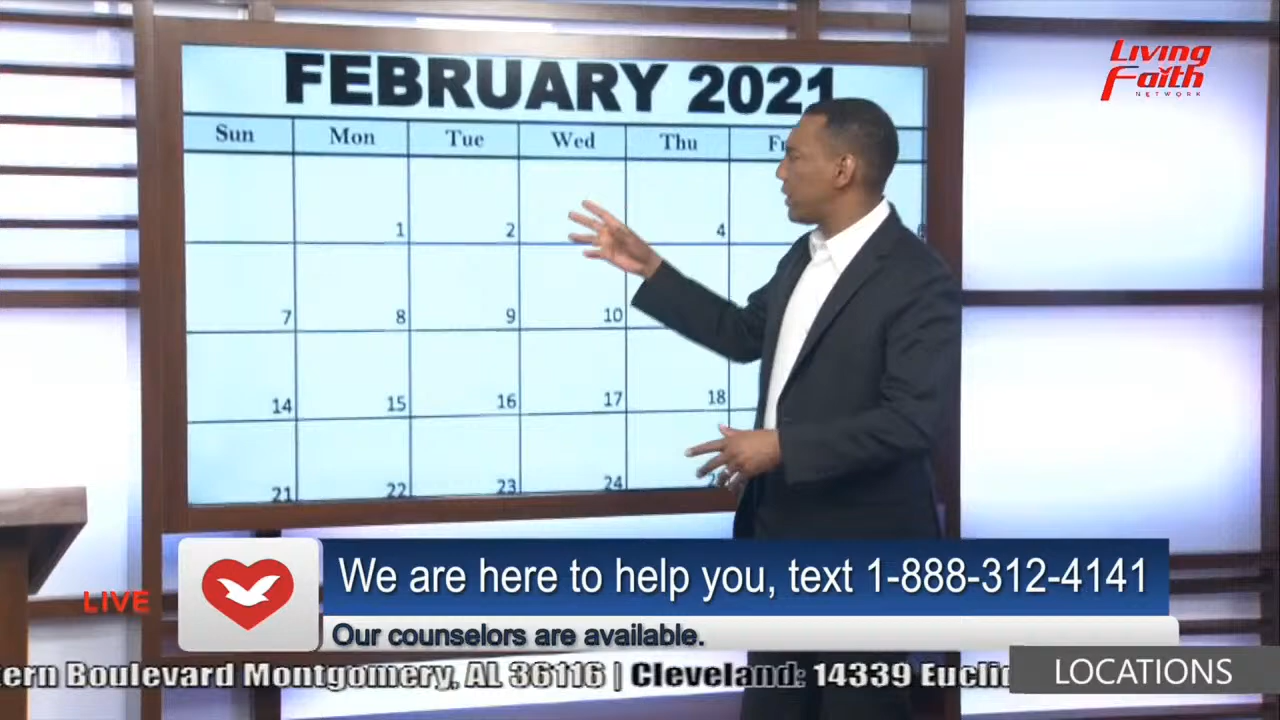 Living
Faith
NETWORK
FEBRUARY 2021
Sun Mon Tue Wed Thu
1 2 4
7 8 9 10
14 15 16 17 18
21 22 23 24
We are here to help you, text 1-888-312-4141
LIVE
Our counselors are available.
ern Boulevard Montgomery, AL 36116 | Cleveland: 14339
LOCATIONS